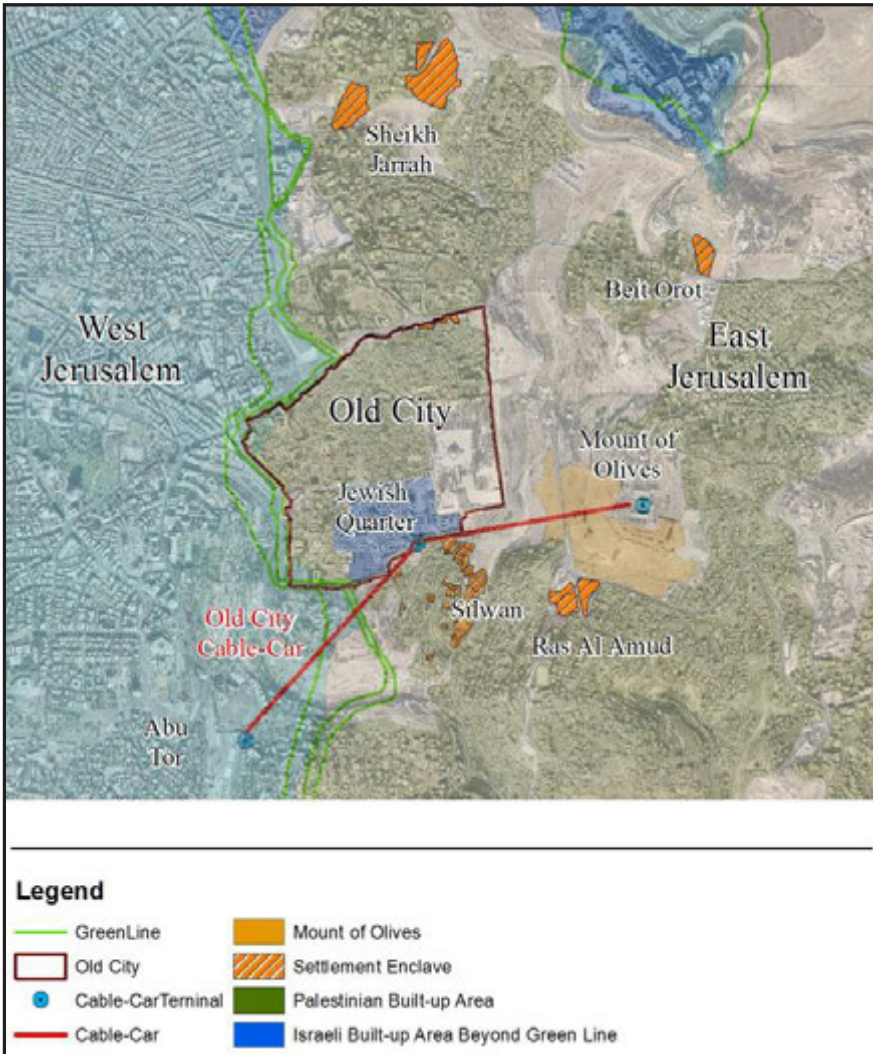 Sheikh
Jarrah
Beit Orot
West
Jerusalem
East
Jerusalem
Old City
Mount of
Olives
Jewish
Quarter
Silwan
Old City
Cable-Car
Ras Al Amud
Abu
Tor
Legend
GreenLine
Mount of Olives
Old City
Settlement Enclave
Cable-CarTerninal
Palestinian Built-up Area
Cable-Car
Israeli Built-up Area Beyond Green Line